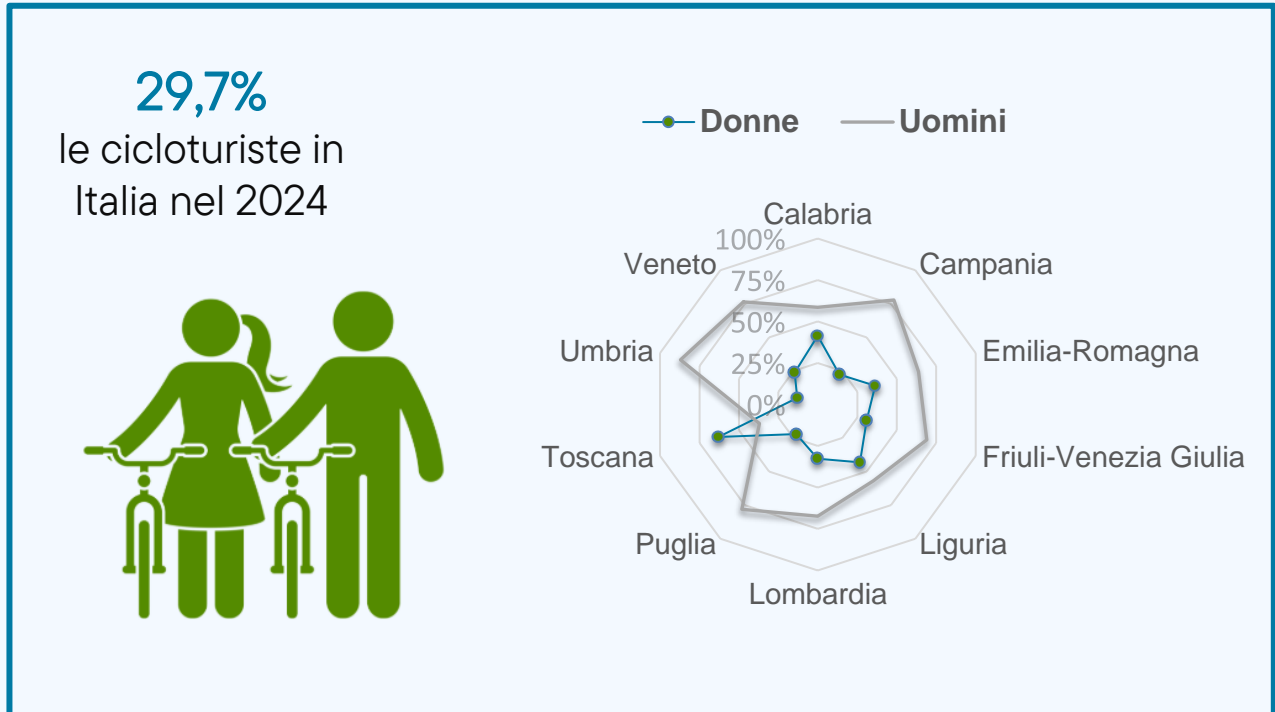 29,7%
le cicloturiste in
Italia nel 2024
Donne
Uomini
Calabria
Campania
Emilia-Romagna
Friuli-Venezia Giulia
Liguria
Lombardia
Puglia
Toscana
Umbria
Veneto
100%
75%
50%
25%
0%